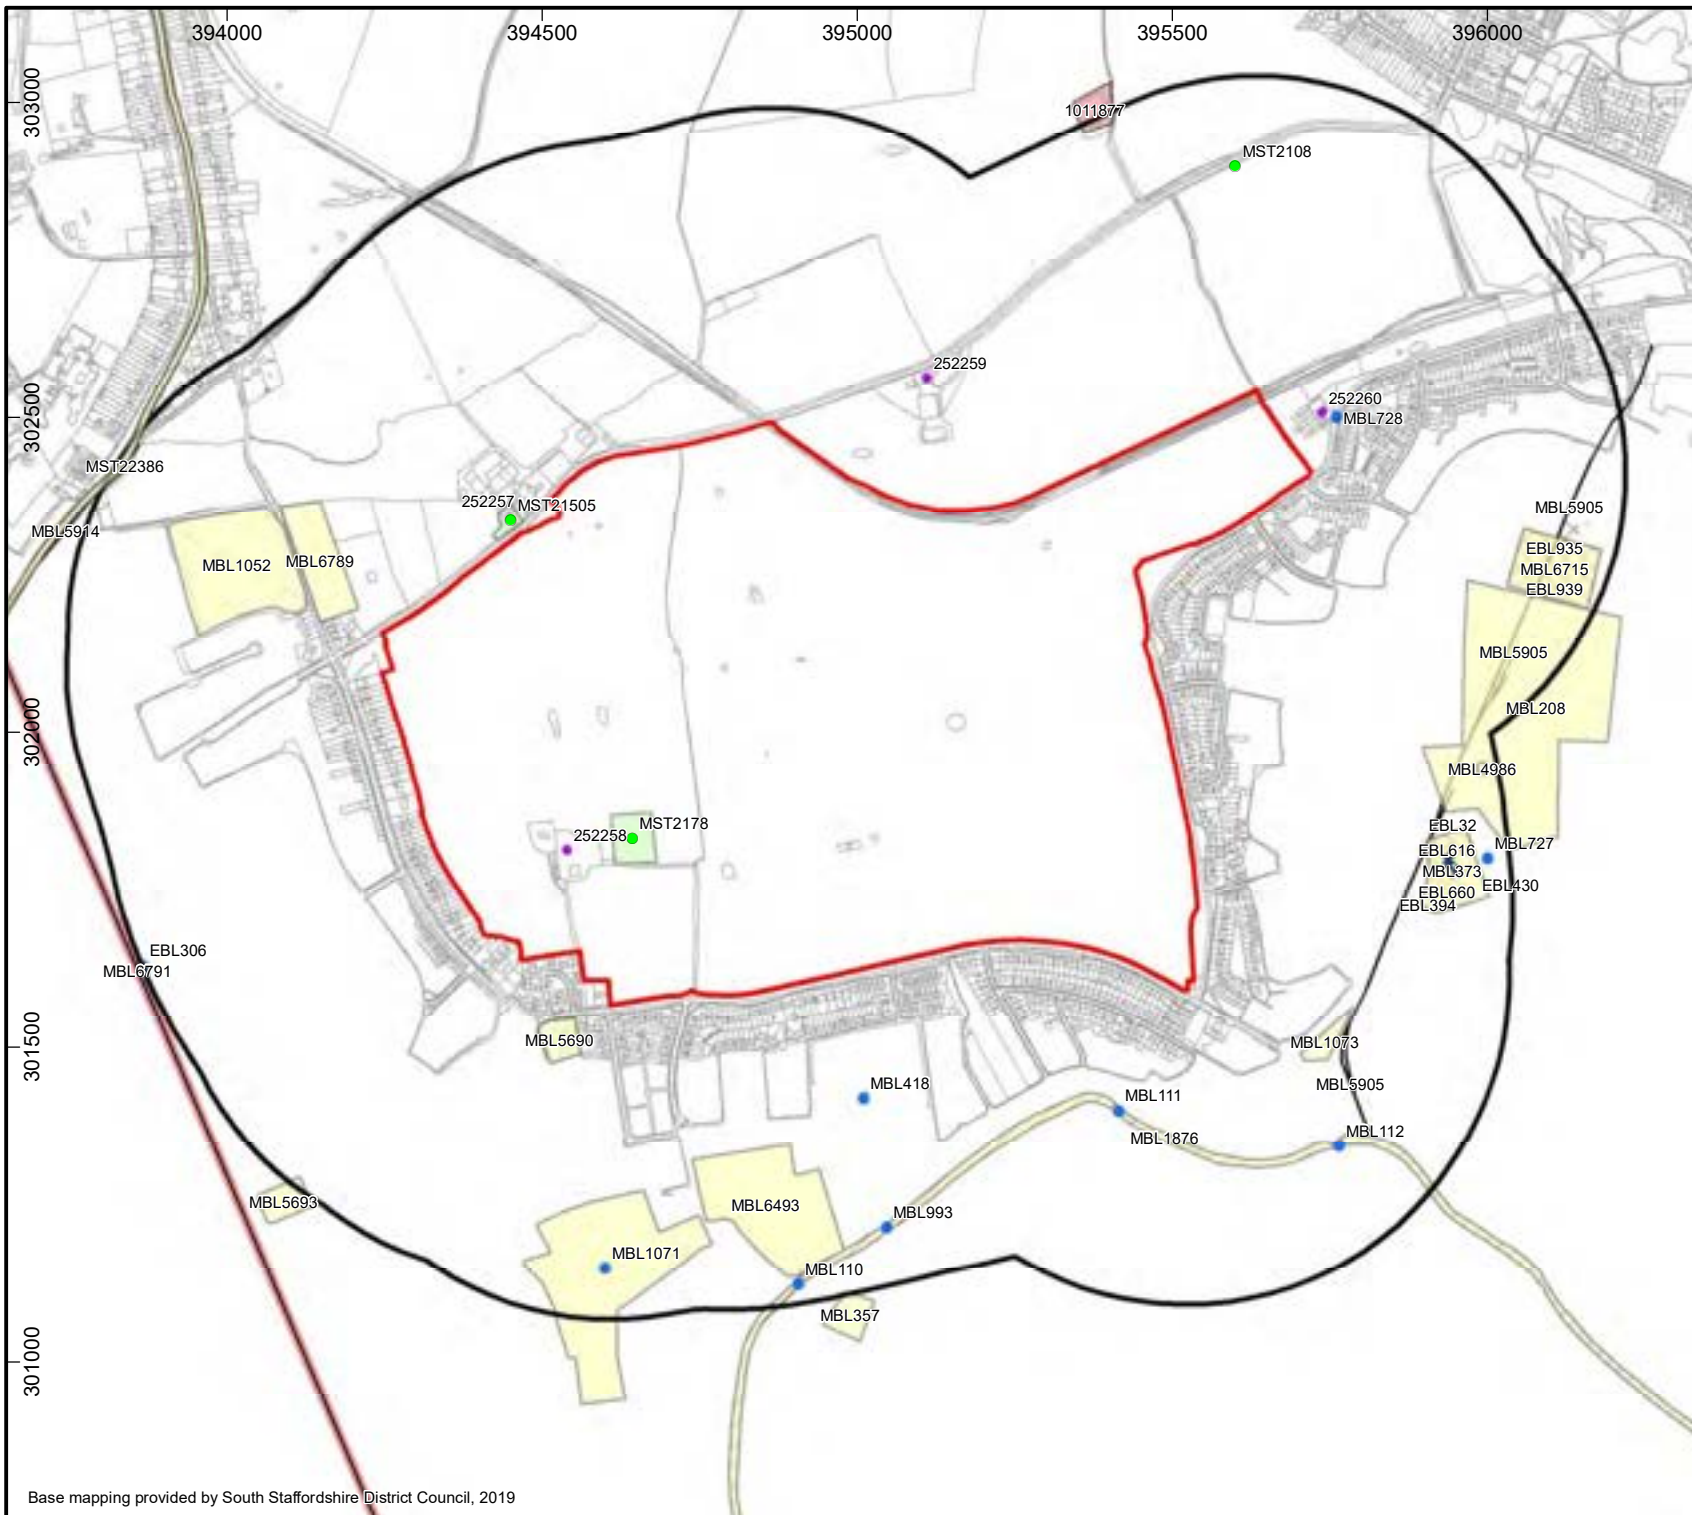 394000
394500
395000
395500
396000
303000
302500
302000
301500
301000
1011877
MST2108
252259
252260
MBL728
MST22386
252257
MST21505
MBL5905
MBL5914
EBL935
MBL1052
MBL6789
MBL6715
EBL939
MBL5905
MBL208
MBL4986
252258
MST2178
EBL32
MBL727
EBL616
MBL373
EBL660
EBL430
EBL394
EBL306
MBL6791
MBL5690
MBL1073
MBL418
MBL5905
MBL111
MBL1876
MBL112
MBL5693
MBL6493
MBL993
MBL1071
MBL110
MBL357
Base mapping provided by South Staffordshire District Council, 2019